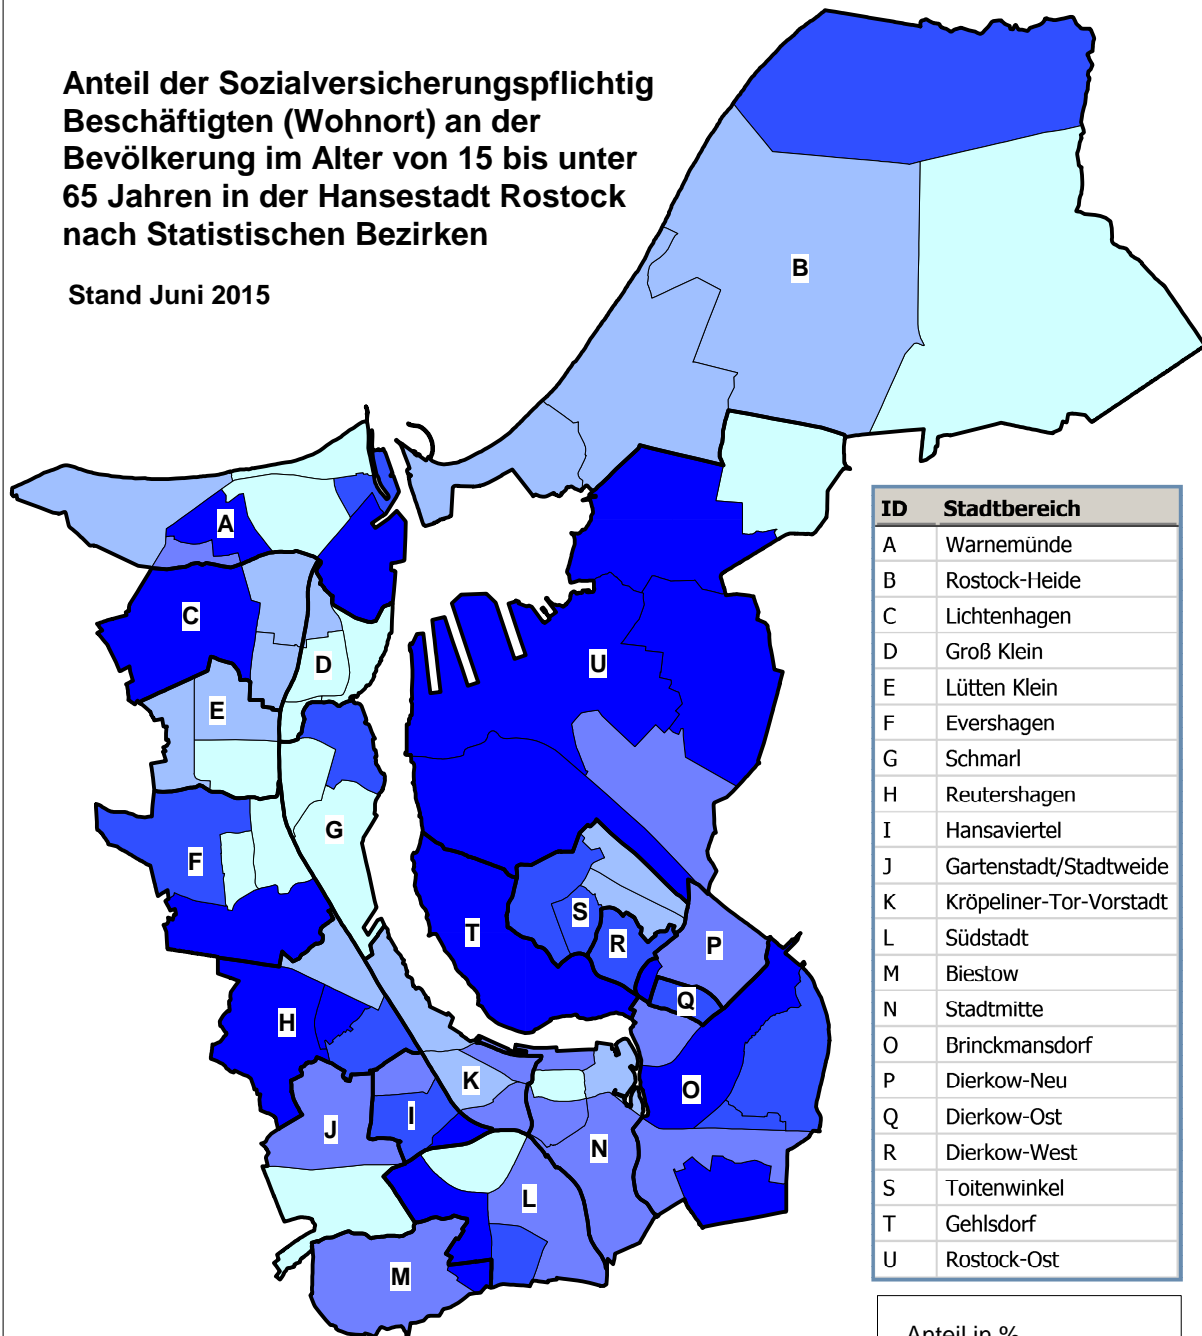 Anteil der Sozialversicherungspflichtig
Beschäftigten (Wohnort) an der
Bevölkerung im Alter von 15 bis unter
65 Jahren in der Hansestadt Rostock
nach Statistischen Bezirken
Stand Juni 2015
B
A
C
D
U
E
G
F
S
T
R
P
Q
H
K
O
I
J
N
L
M
ID Stadtbereich
A Warnemünde
B Rostock-Heide
C Lichtenhagen
D Groß Klein
E Lütten Klein
F Evershagen
G Schmarl
H Reutershagen
I Hansaviertel
J Gartenstadt/Stadtweide
K Kröpeliner-Tor-Vorstadt
L Südstadt
M Biestow
N Stadtmitte
O Brinckmansdorf
P Dierkow-Neu
Q Dierkow-Ost
R Dierkow-West
S Toitenwinkel
T Gehlsdorf
U Rostock-Ost
Anteil in %